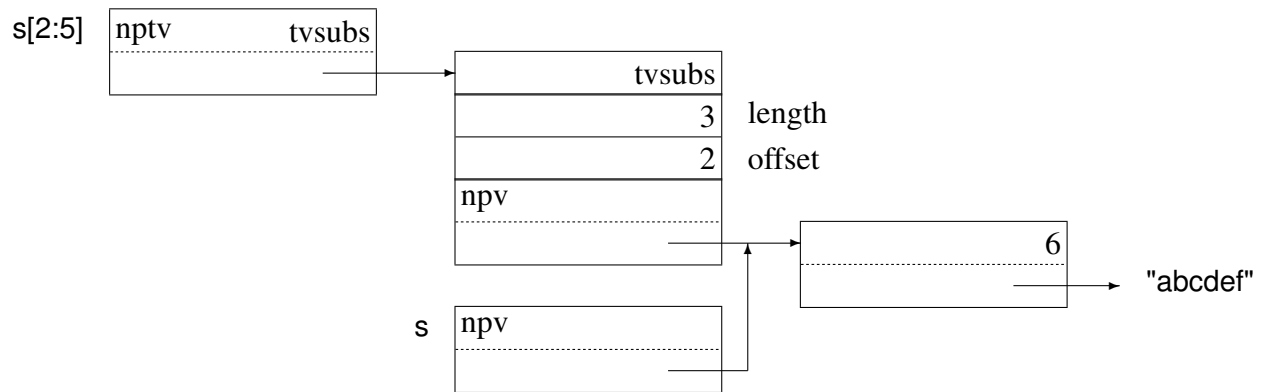 s[2:5] nptv tvsubs
tvsubs
3 length
2 offset
npv
6
"abcdef"
s npv